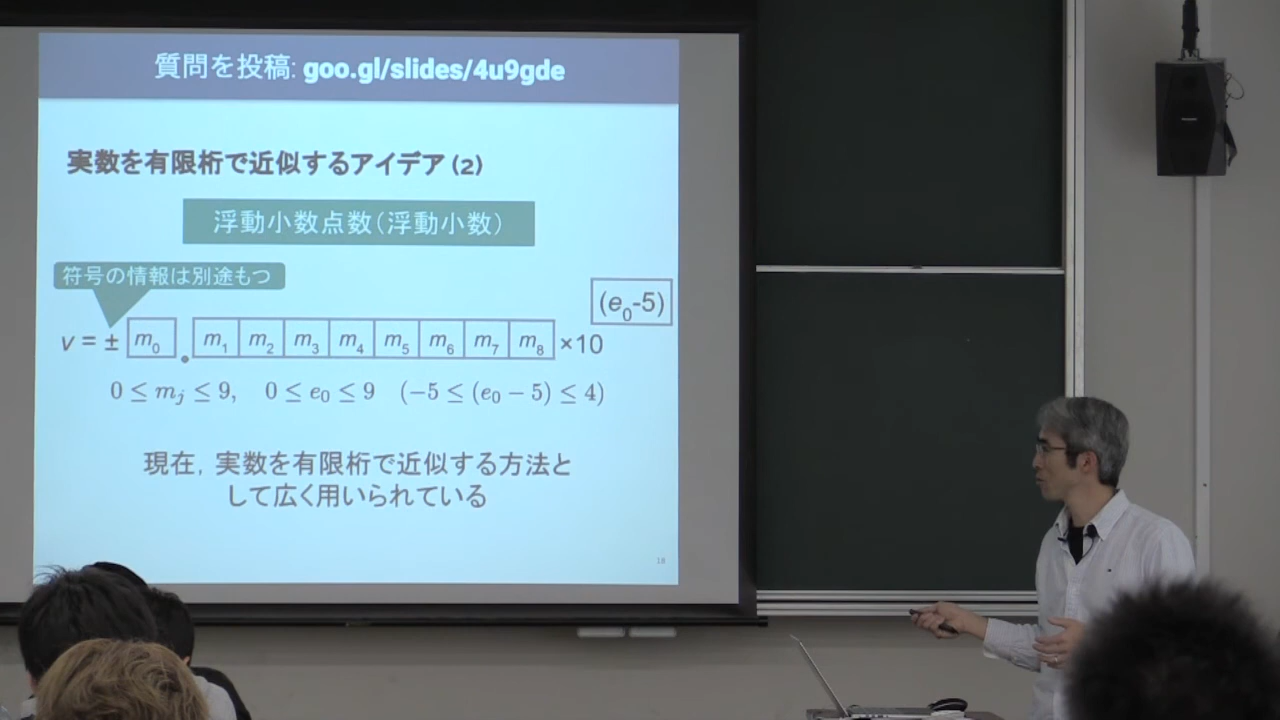 質問を投稿: goo.gl/slides/4u9gde
実数を有限桁で近似するアイデア (2)
浮動小数点数(浮動小数)
符号の情報は別途もつ
(e₀-5)
v = ± m₀ . m₁ m₂ m₃ m₄ m₅ m₆ m₇ m₈ ×10
0 ≤ mⱼ ≤ 9, 0 ≤ e₀ ≤ 9 (−5 ≤ (e₀ − 5) ≤ 4)
現在, 実数を有限桁で近似する方法と
して広く用いられている
18